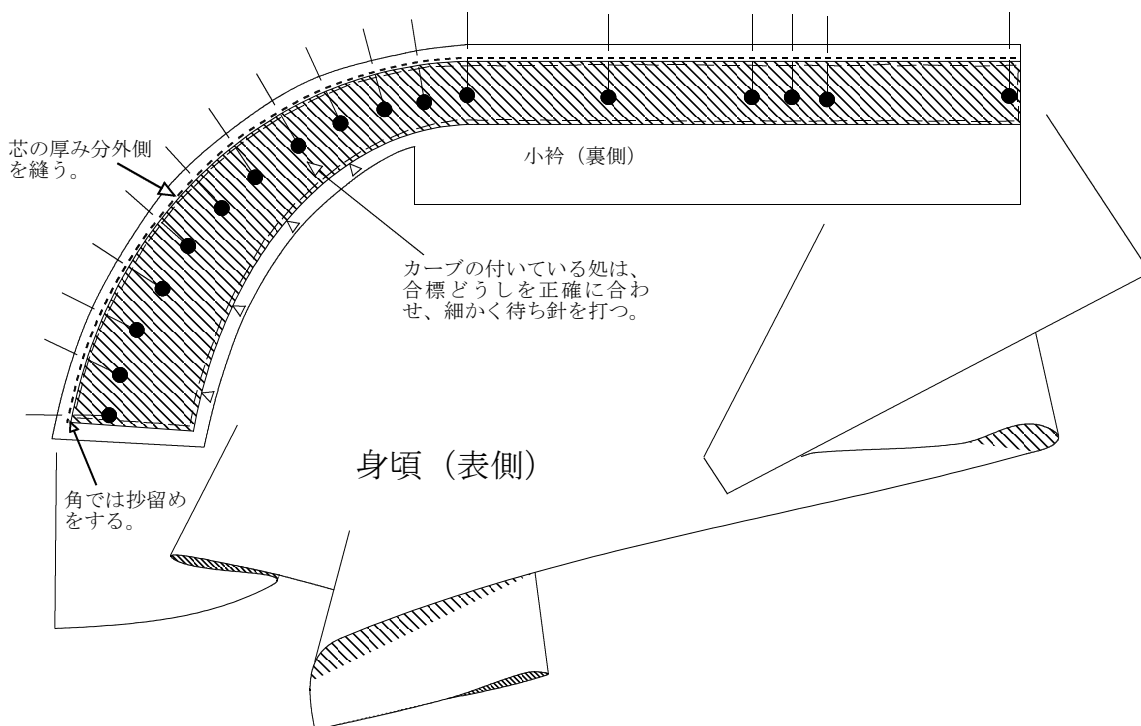 芯の厚み分外側
を縫う。
小衿（裏側）
カーブの付いている処は、
合標どうしを正確に合わ
せ、細かく待ち針を打つ。
身頃（表側）
角では抄留め
をする。